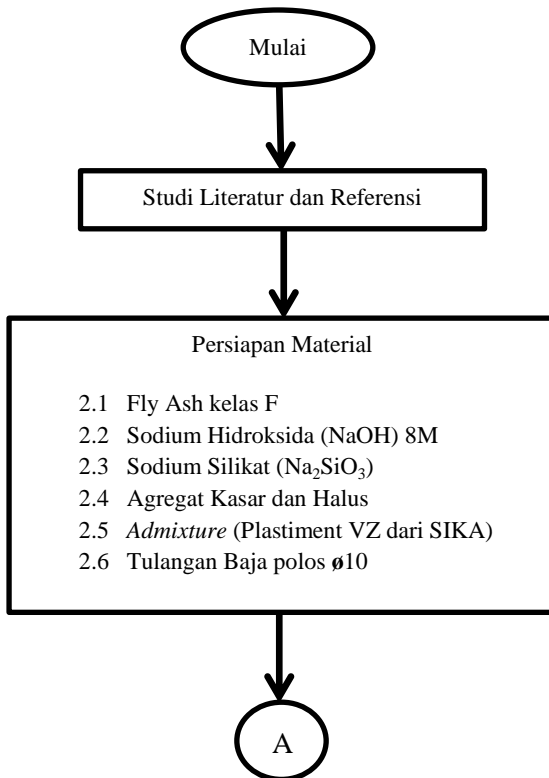 Mulai
Studi Literatur dan Referensi
Persiapan Material
2.1 Fly Ash kelas F
2.2 Sodium Hidroksida (NaOH) 8M
2.3 Sodium Silikat (Na₂SiO₃)
2.4 Agregat Kasar dan Halus
2.5 Admixture (Plastiment VZ dari SIKA)
2.6 Tulangan Baja polos ø10
A